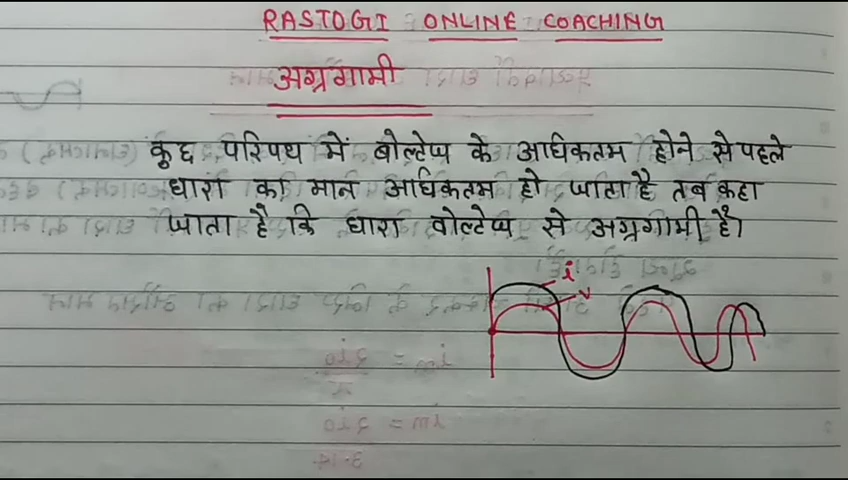 RASTOGI ONLINE COACHING
अग्रगामी
कुछ परिपथ में वोल्टेज के अधिकतम होने से पहले
धारा का मान अधिकतम हो जाता है तब कहा
जाता है कि धारा वोल्टेज से अग्रगामी है।
i
v